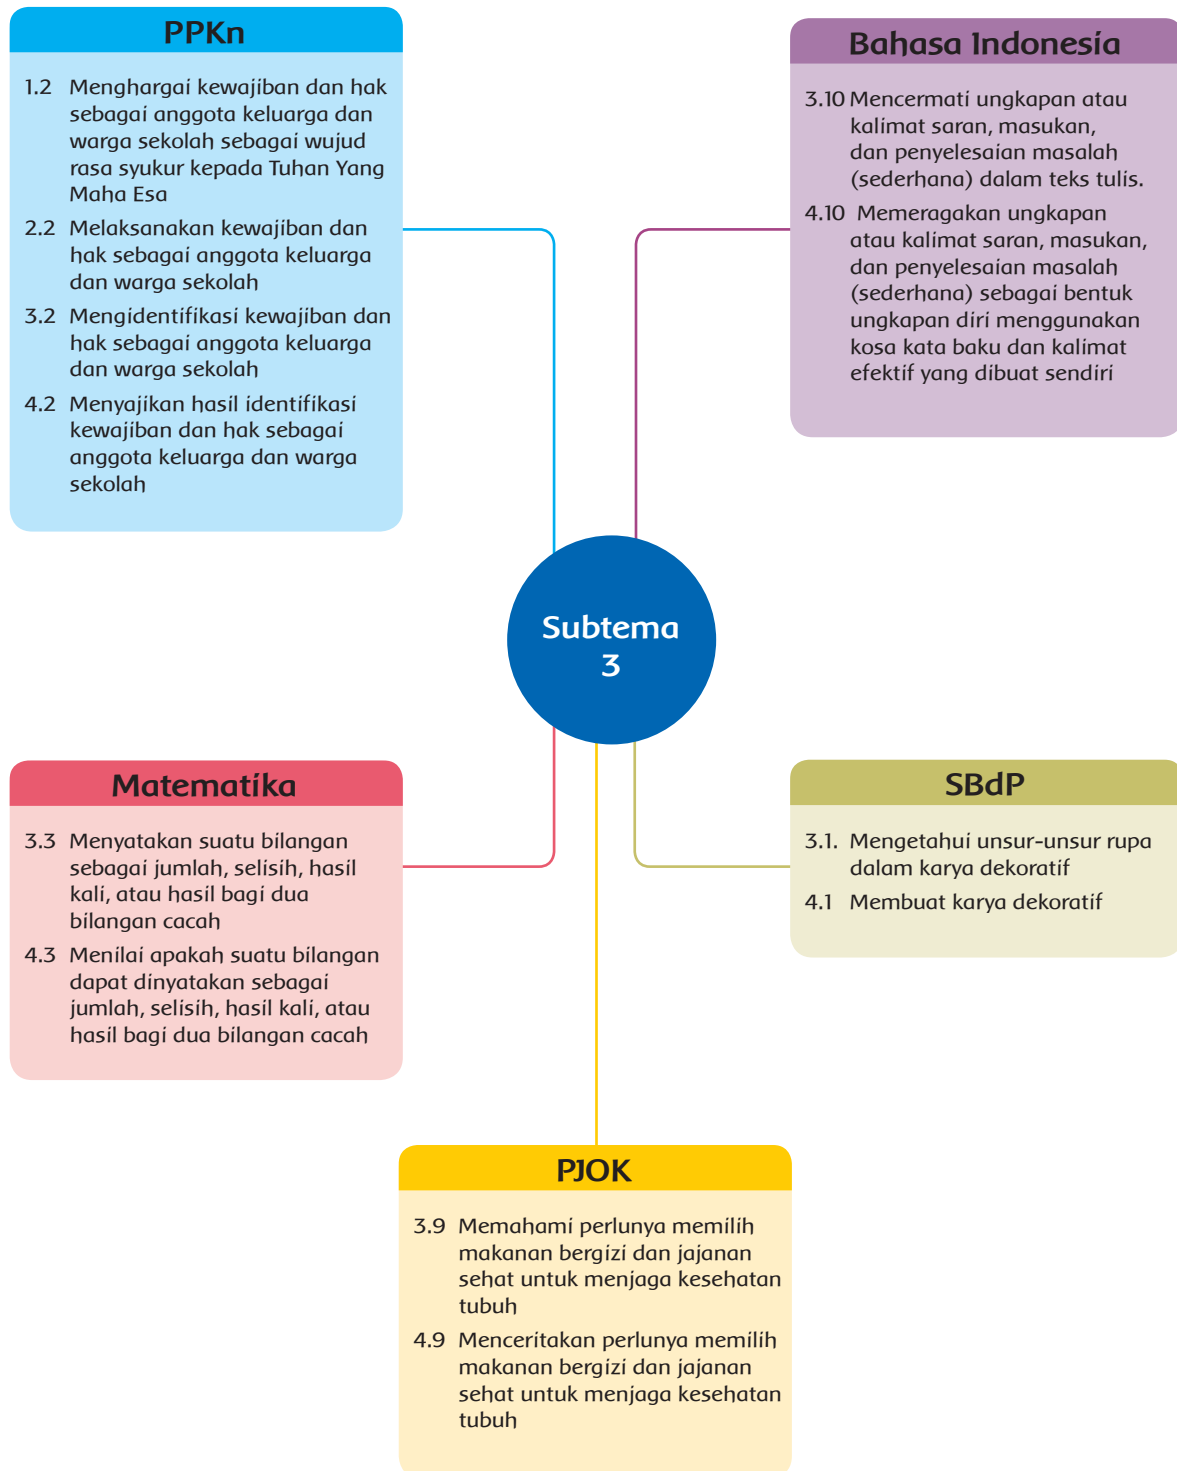 PPKn
1.2 Menghargai kewajiban dan hak
sebagai anggota keluarga dan
warga sekolah sebagai wujud
rasa syukur kepada Tuhan Yang
Maha Esa
2.2 Melaksanakan kewajiban dan
hak sebagai anggota keluarga
dan warga sekolah
3.2 Mengidentifikasi kewajiban dan
hak sebagai anggota keluarga
dan warga sekolah
4.2 Menyajikan hasil identifikasi
kewajiban dan hak sebagai
anggota keluarga dan warga
sekolah
Bahasa Indonesia
3.10 Mencermati ungkapan atau
kalimat saran, masukan,
dan penyelesaian masalah
(sederhana) dalam teks tulis.
4.10 Memeragakan ungkapan
atau kalimat saran, masukan,
dan penyelesaian masalah
(sederhana) sebagai bentuk
ungkapan diri menggunakan
kosa kata baku dan kalimat
efektif yang dibuat sendiri
Subtema
3
Matematika
3.3 Menyatakan suatu bilangan
sebagai jumlah, selisih, hasil
kali, atau hasil bagi dua
bilangan cacah
4.3 Menilai apakah suatu bilangan
dapat dinyatakan sebagai
jumlah, selisih, hasil kali, atau
hasil bagi dua bilangan cacah
SBdP
3.1. Mengetahui unsur-unsur rupa
dalam karya dekoratif
4.1 Membuat karya dekoratif
PJOK
3.9 Memahami perlunya memilih
makanan bergizi dan jajanan
sehat untuk menjaga kesehatan
tubuh
4.9 Menceritakan perlunya memilih
makanan bergizi dan jajanan
sehat untuk menjaga kesehatan
tubuh